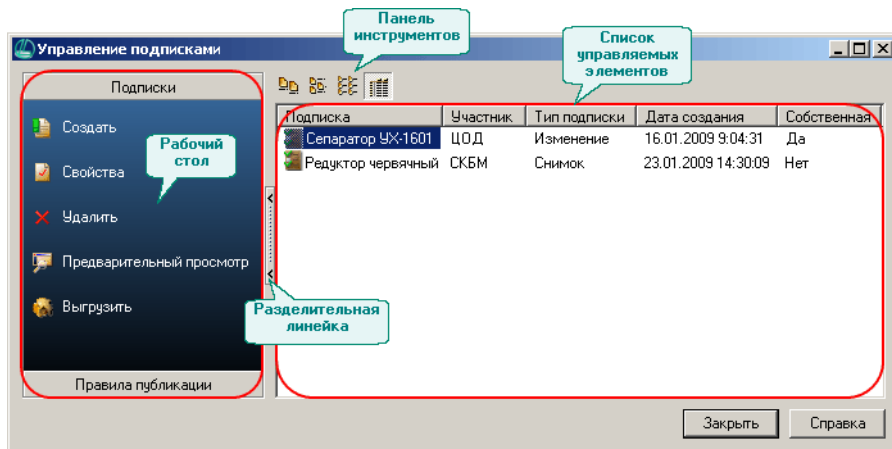 Панель
инструментов
Список
управляемых
элементов
Управление подписками
Подписки
Создать
Свойства
Удалить
Предварительный просмотр
Выгрузить
Рабочий
стол
Разделительная
линейка
Правила публикации
Подписка Участник Тип подписки Дата создания Собственная
Сепаратор УХ-1601 ЦОД Изменение 16.01.2009 9:04:31 Да
Редуктор червячный СКБМ Снимок 23.01.2009 14:30:09 Нет
Закрыть Справка